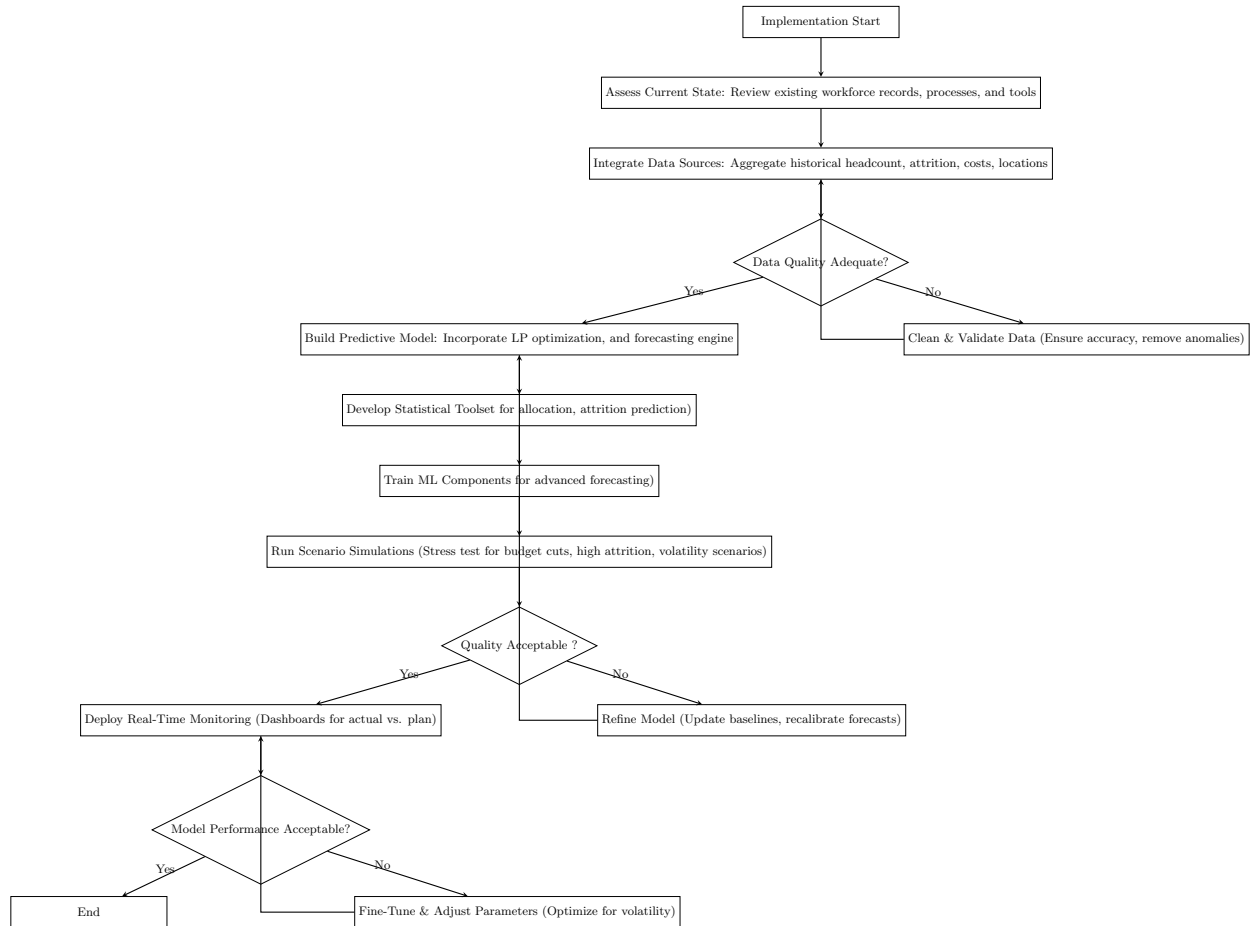 Implementation Start
Assess Current State: Review existing workforce records, processes, and tools
Integrate Data Sources: Aggregate historical headcount, attrition, costs, locations
Data Quality Adequate?
Yes
No
Build Predictive Model: Incorporate LP optimization, and forecasting engine
Clean & Validate Data (Ensure accuracy, remove anomalies)
Develop Statistical Toolset for allocation, attrition prediction)
Train ML Components for advanced forecasting)
Run Scenario Simulations (Stress test for budget cuts, high attrition, volatility scenarios)
Quality Acceptable ?
Yes
No
Deploy Real-Time Monitoring (Dashboards for actual vs. plan)
Refine Model (Update baselines, recalibrate forecasts)
Model Performance Acceptable?
Yes
No
End
Fine-Tune & Adjust Parameters (Optimize for volatility)